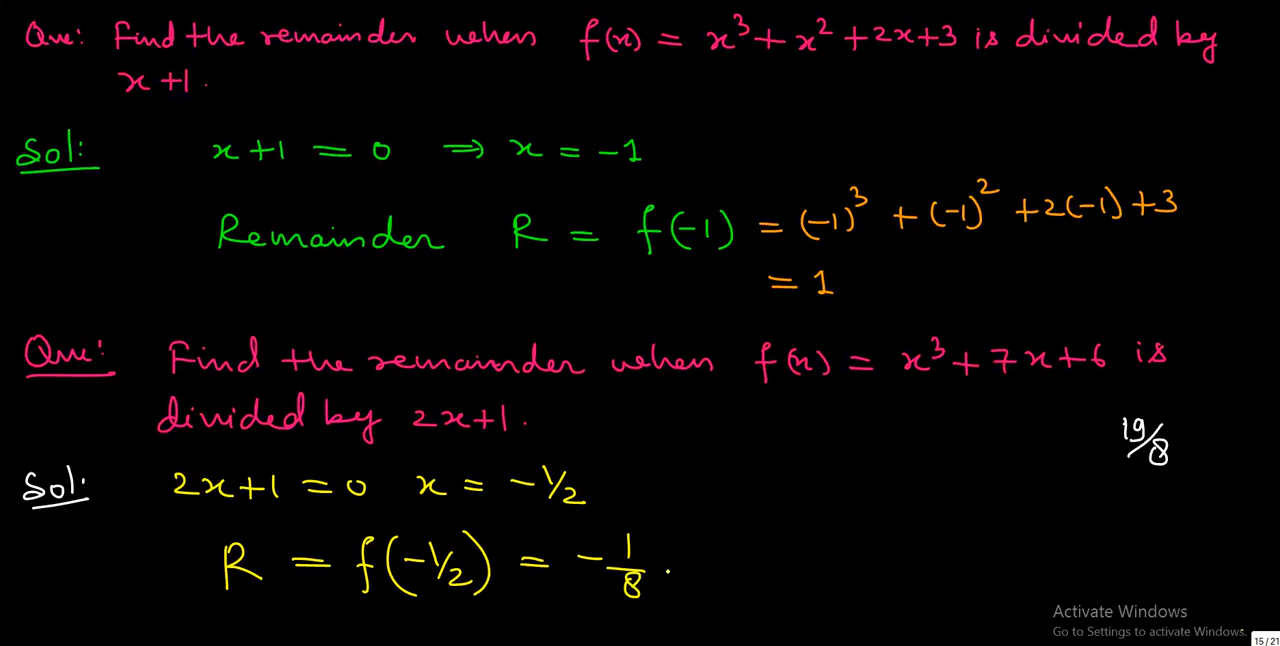 Que: Find the remainder when f(x) = x³ + x² + 2x + 3 is divided by
x + 1.
Sol: x + 1 = 0 ⇒ x = -1
Remainder R = f(-1) = (-1)³ + (-1)² + 2(-1) + 3
= 1
Que: Find the remainder when f(x) = x³ + 7x + 6 is
divided by 2x+1.
19/8
Sol. 2x+1 = 0 x = -1/2
R = f(-1/2) = -1/8.
Activate Windows
Go to Settings to activate Windows.
15 / 21